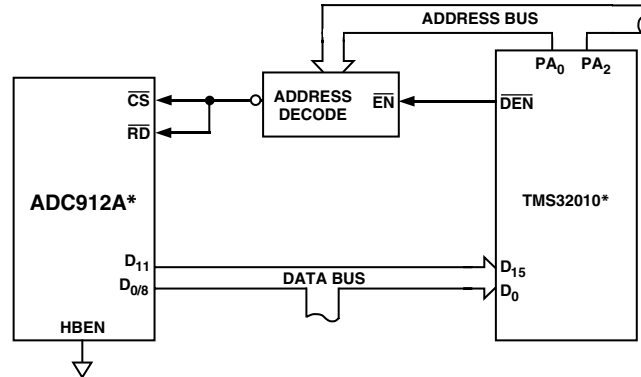 ADDRESS BUS
PA0 PA2
CS
RD
ADDRESS
DECODE
EN
DEN
ADC912A*
TMS32010*
D11
D0/8
DATA BUS
D15
D0
HBEN